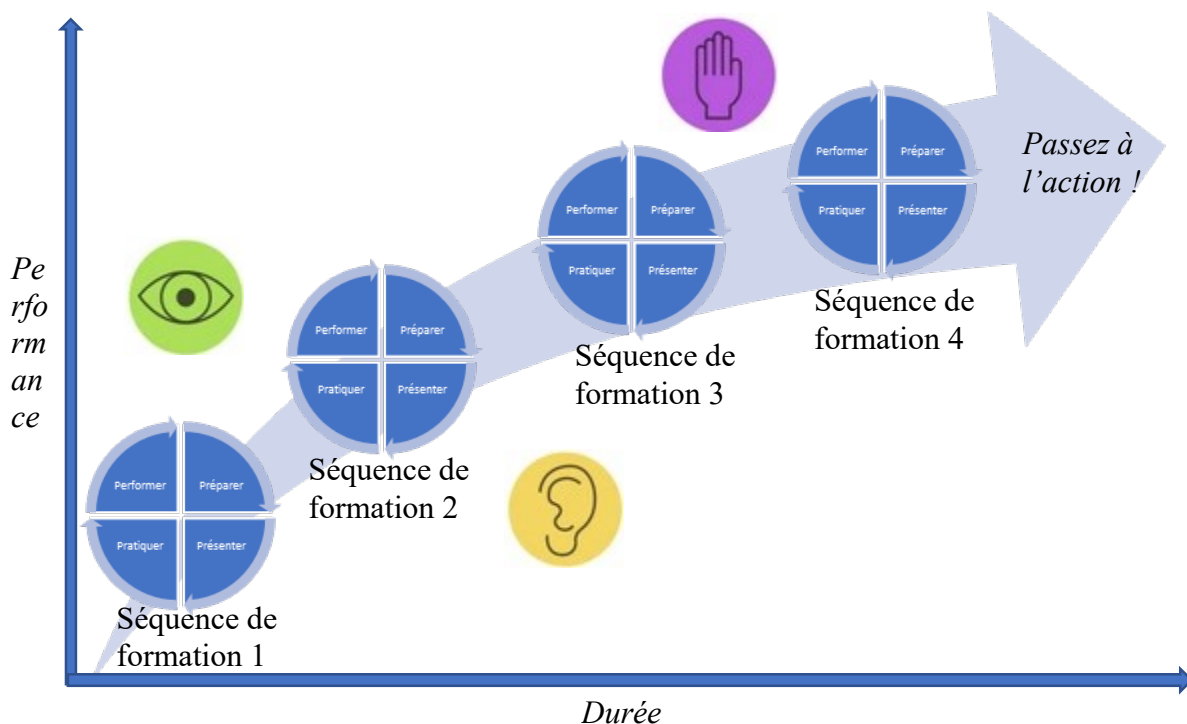 Performer
Préparer
Pratiquer
Présenter
Passez à
l'action !
Performer
Préparer
Pratiquer
Présenter
Séquence de
formation 4
Performer
Préparer
Pratiquer
Présenter
Séquence de
formation 3
Pe
rfo
rm
an
ce
Séquence de
formation 2
Performer
Préparer
Pratiquer
Présenter
Séquence de
formation 1
Durée